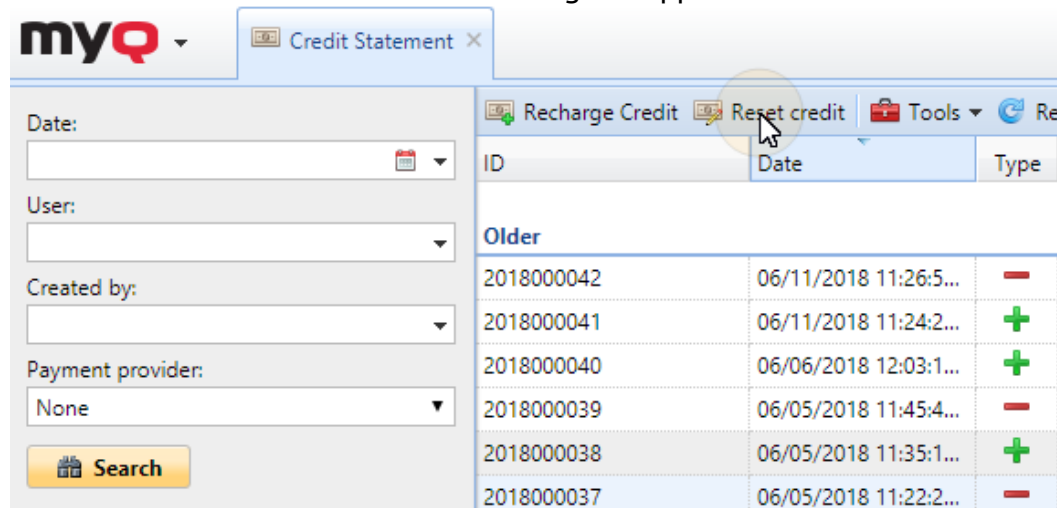 myQ
Credit Statement
Recharge Credit Reset credit Tools Re
Date:
User:
Created by:
Payment provider:
None
Search
ID Date Type
Older
2018000042 06/11/2018 11:26:5...
2018000041 06/11/2018 11:24:2...
2018000040 06/06/2018 12:03:1...
2018000039 06/05/2018 11:45:4...
2018000038 06/05/2018 11:35:1...
2018000037 06/05/2018 11:22:2...